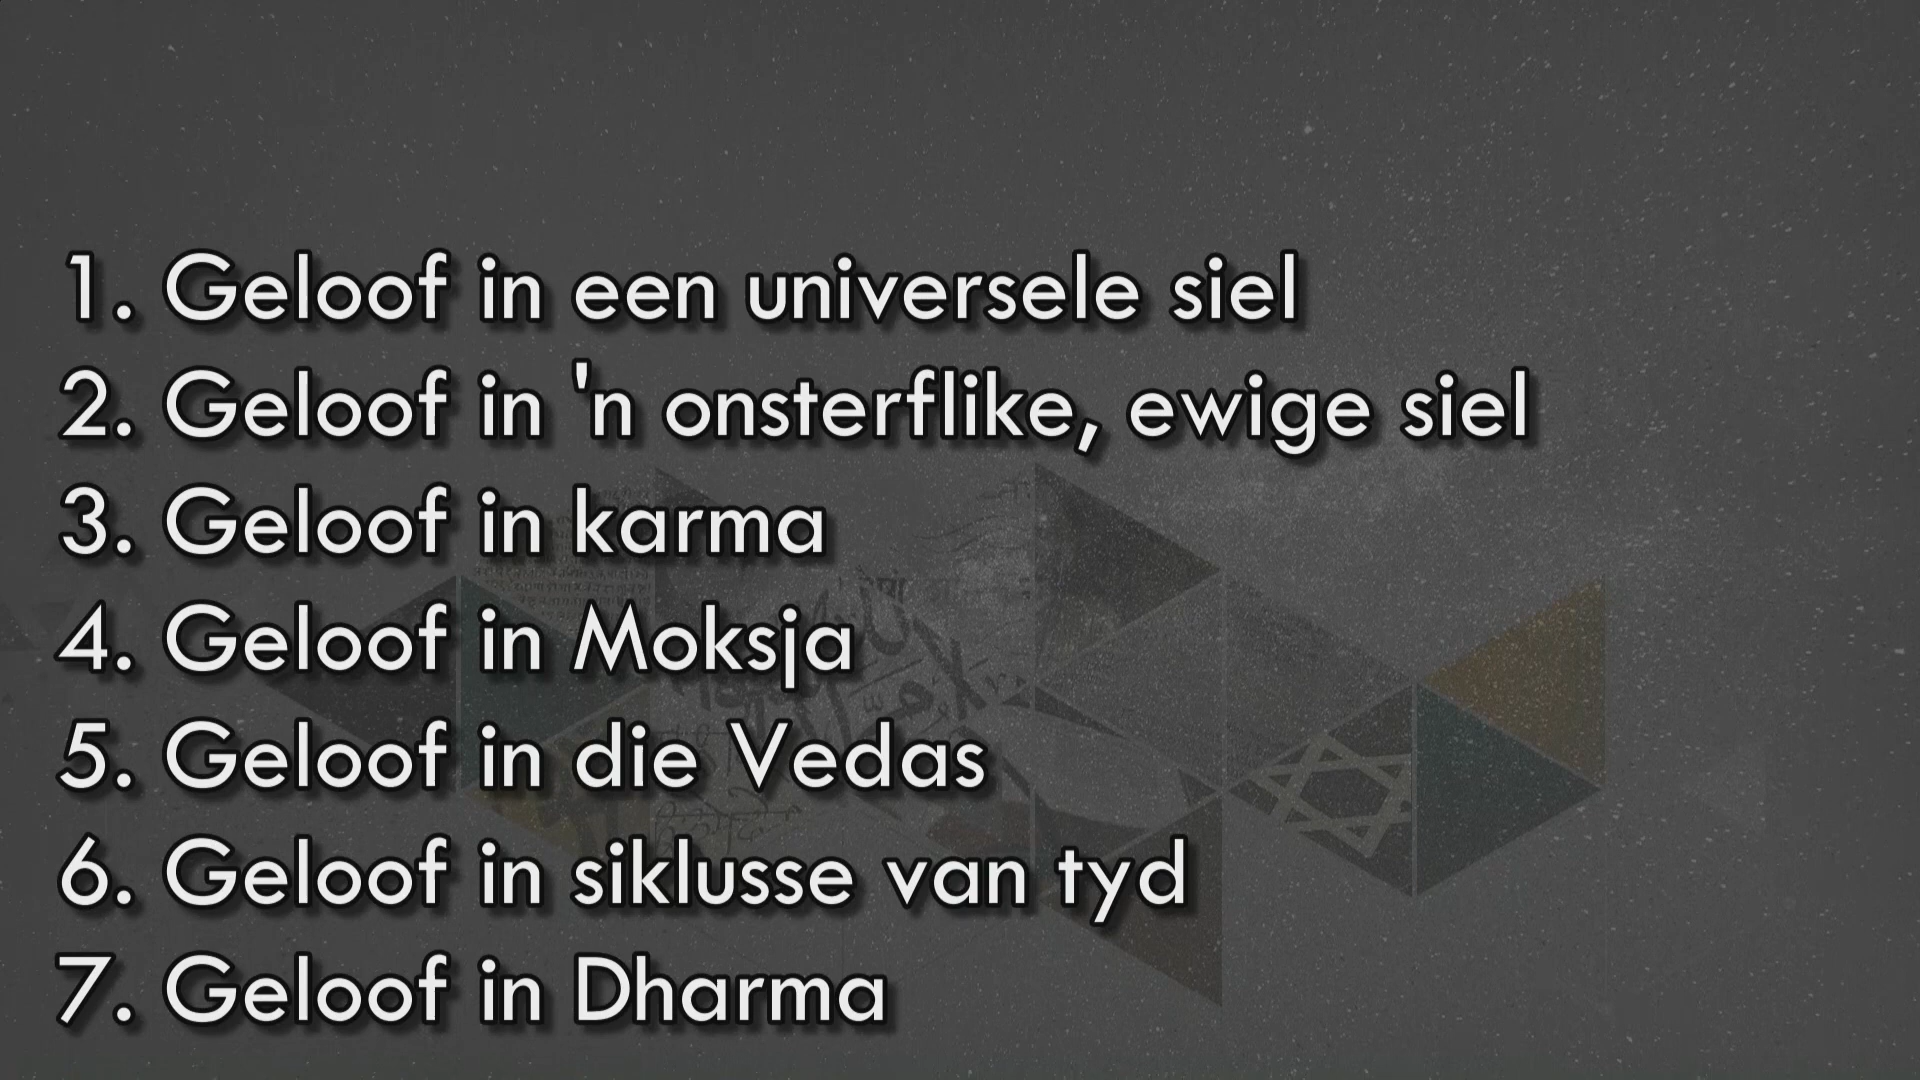 1. Geloof in een universele siel
2. Geloof in 'n onsterflike, ewige siel
3. Geloof in karma
4. Geloof in Moksja
5. Geloof in die Vedas
6. Geloof in siklusse van tyd
7. Geloof in Dharma